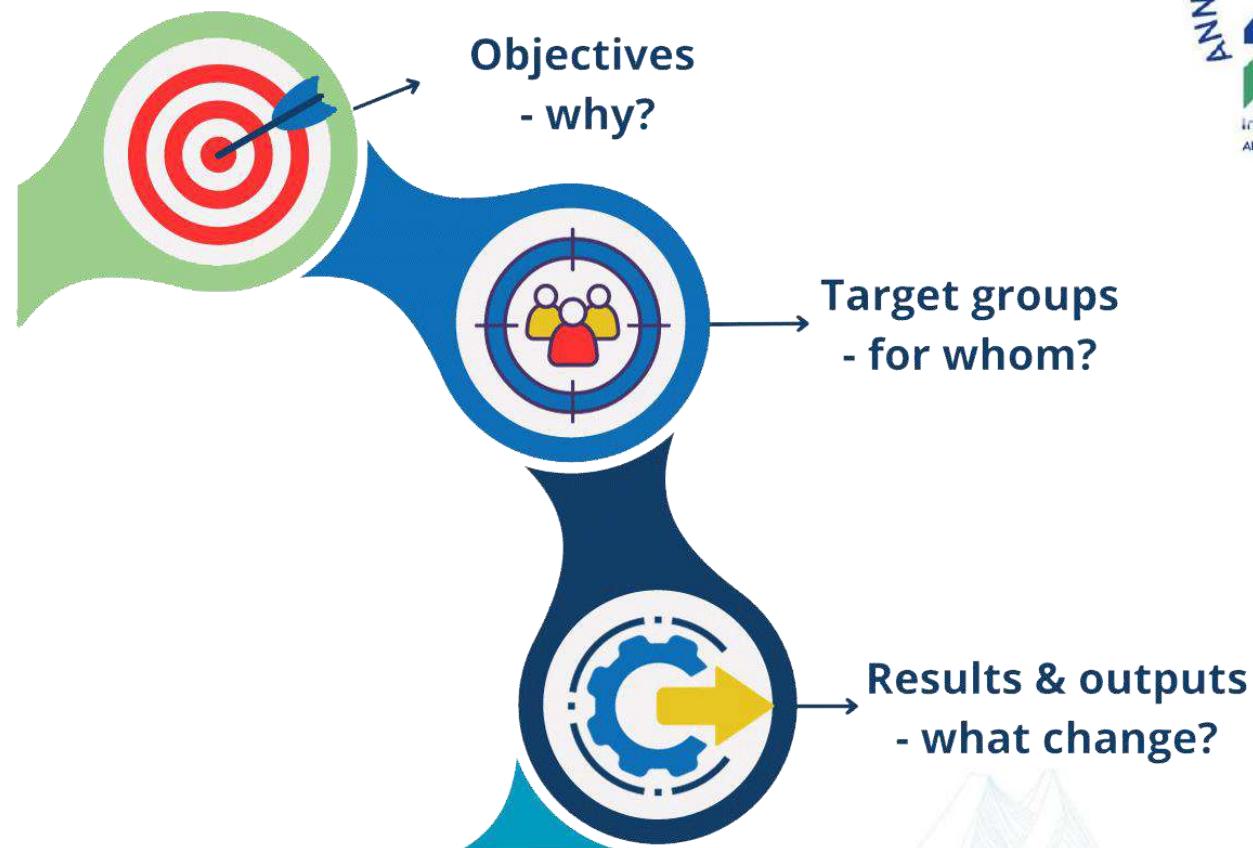 Objectives
- why?
Target groups
- for whom?
Results & outputs
- what change?